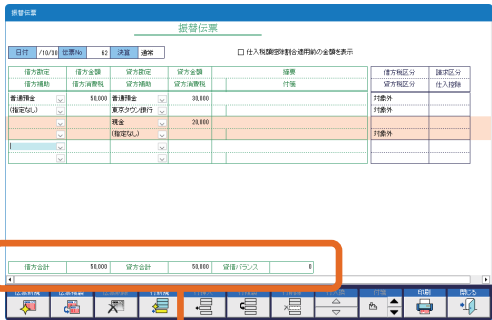 振替伝票
振替伝票
日付 /10/30 伝票No 62 決算 通常 仕入税額控除割合適用前の金額を表示
借方勘定 借方金額 貸方勘定 貸方金額 摘要 借方税区分 請求区分
借方補助 借方消費税 貸方補助 貸方消費税 付箋 貸方税区分 仕入控除
普通預金 50,000 普通預金 30,000 対象外
(指定なし) 東京タウン銀行 対象外
現金 20,000
(指定なし) 対象外
借方合計 50,000 貸方合計 50,000 貸借バランス 0
印刷 閉じる